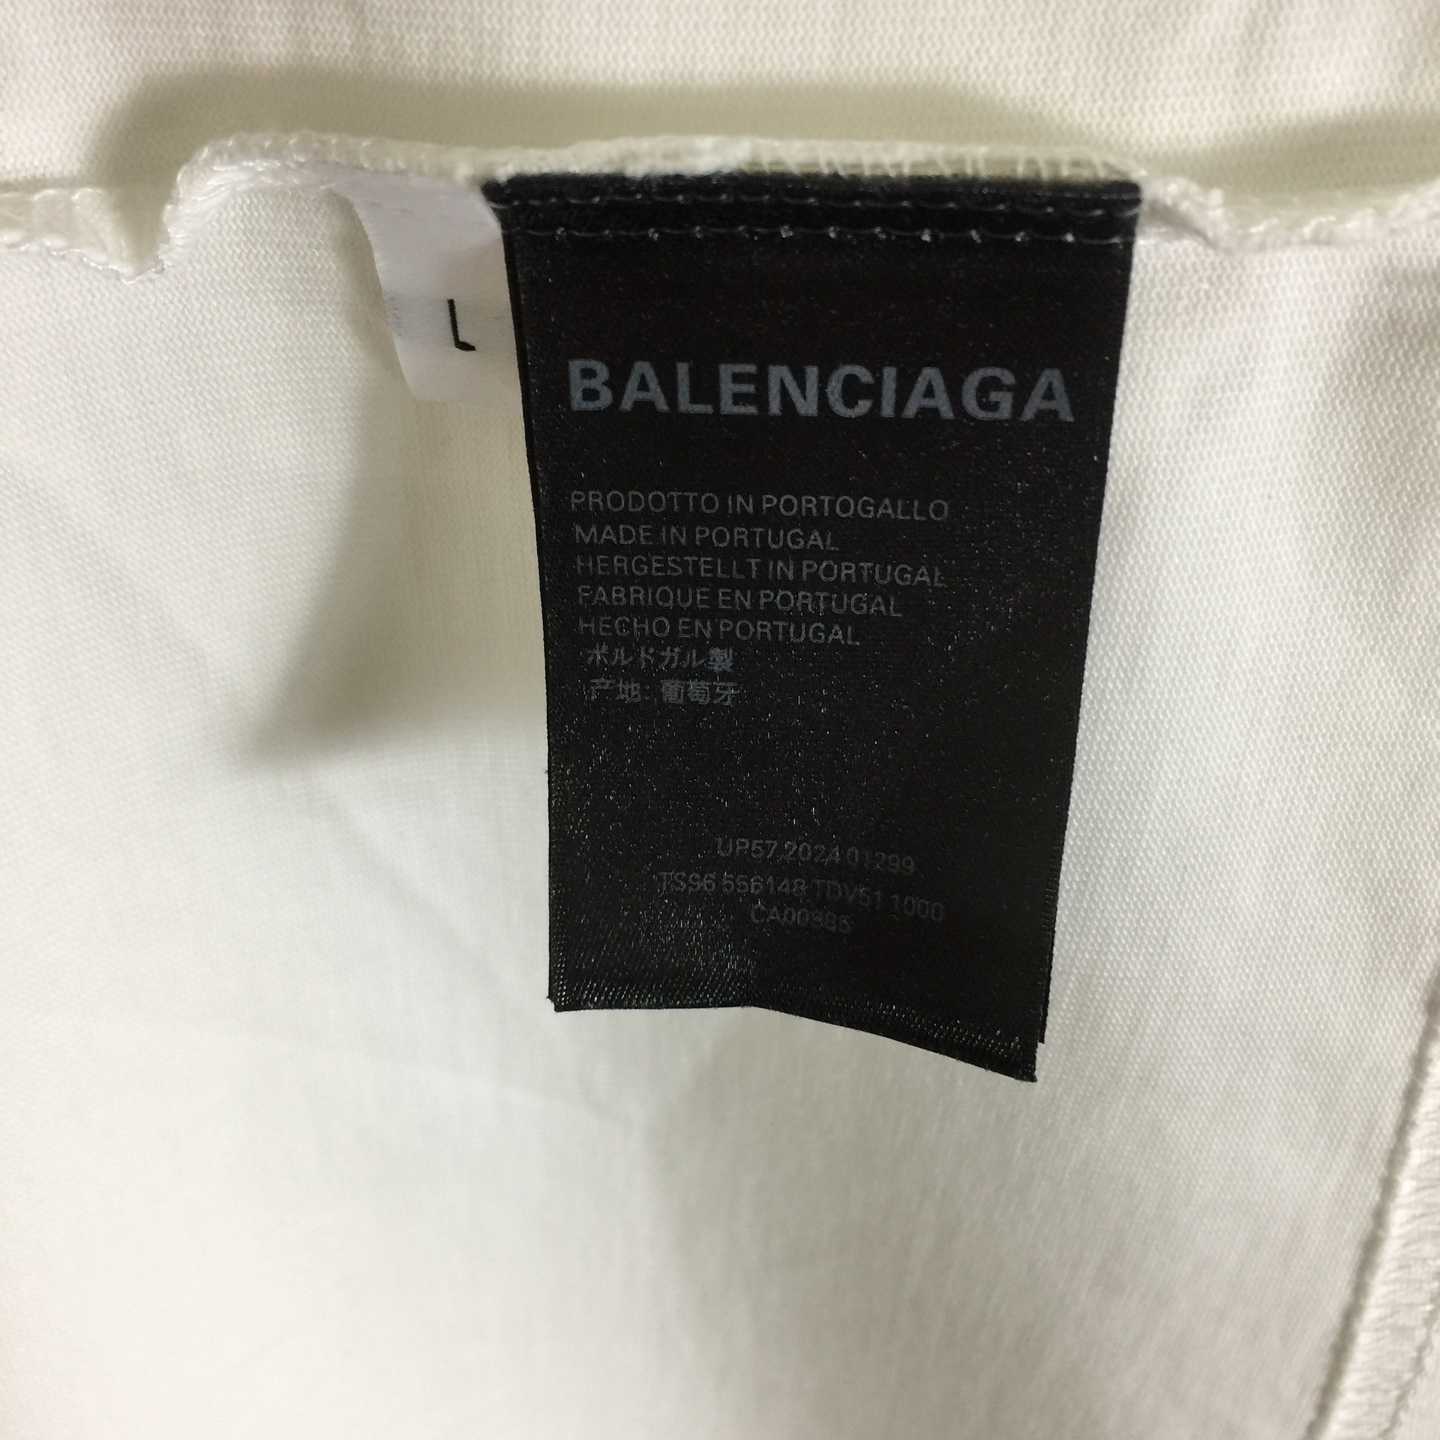 L
BALENCIAGA
PRODOTTO IN PORTOGALLO
MADE IN PORTUGAL
HERGESTELLT IN PORTUGAL
FABRIQUE EN PORTUGAL
HECHO EN PORTUGAL
ポルトガル製
产地: 葡萄牙
UP57 2024 01299
TS96 556148 TDV51 1000
CA00985